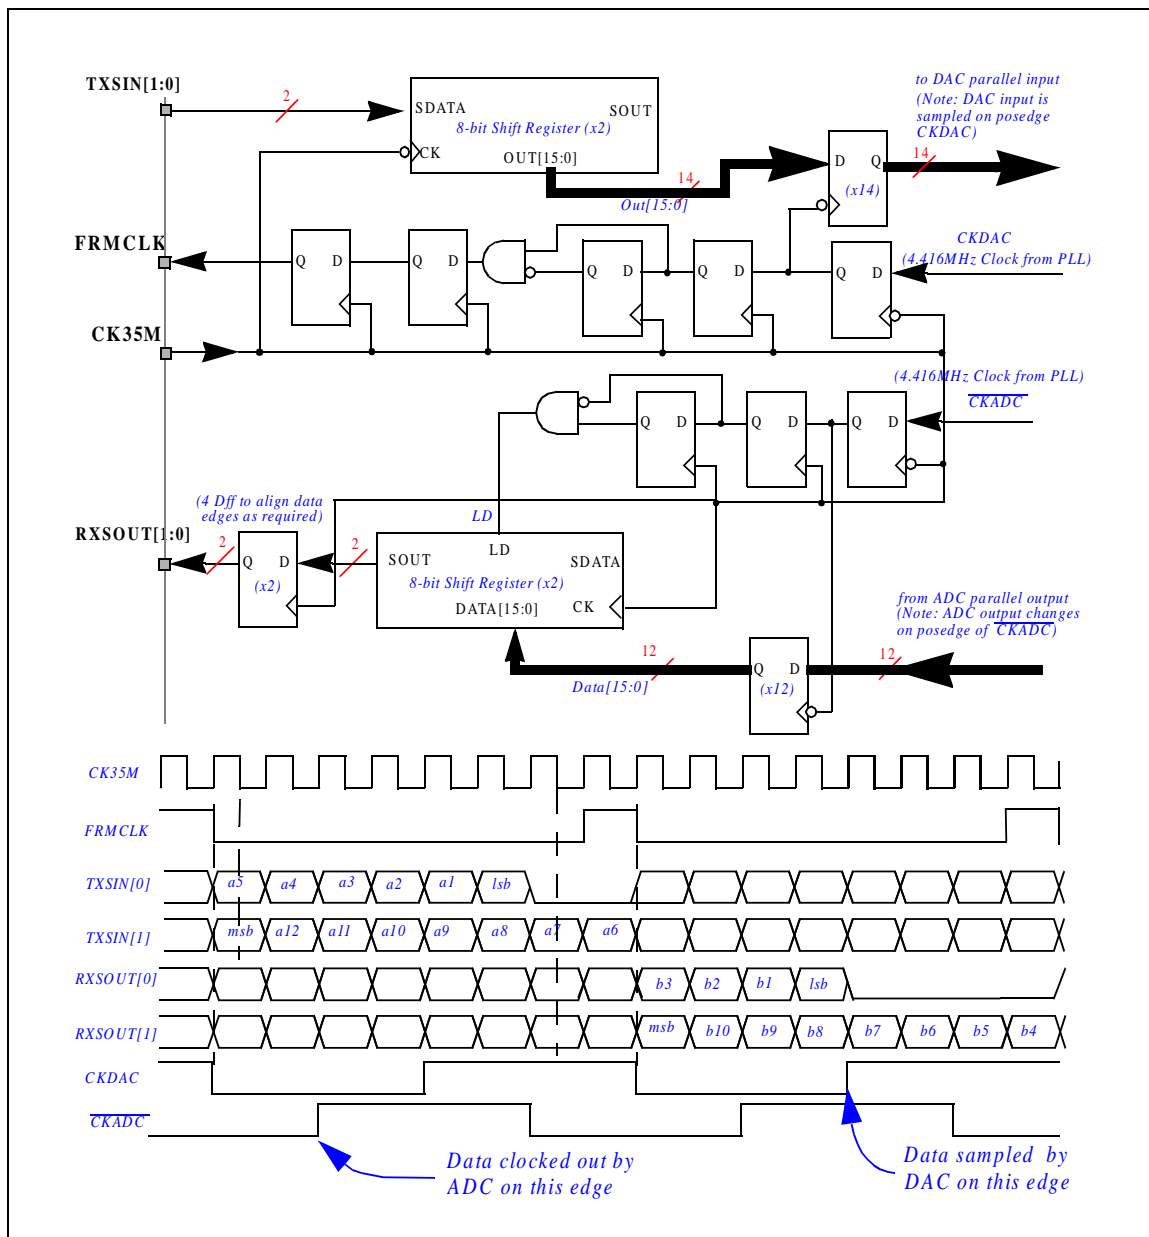 TXSIN[1:0]
2
SDATA
SOUT
8-bit Shift Register (x2)
CK
OUT[15:0]
14
Out[15:0]
to DAC parallel input
(Note: DAC input is
sampled on posedge
CKDAC)
D Q
(x14)
14
FRMCLK
Q D
Q D
Q D
Q D
Q D
CKDAC
(4.416MHz Clock from PLL)
CK35M
(4.416MHz Clock from PLL)
CKADC
Q D
Q D
Q D
(4 Dff to align data
edges as required)
LD
RXSOUT[1:0]
2
Q D
(x2)
2
SOUT
LD
SDATA
8-bit Shift Register (x2)
DATA[15:0]
CK
from ADC parallel output
(Note: ADC output changes
on posedge of CKADC)
12
Data[15:0]
Q D
(x12)
12
CK35M
FRMCLK
TXSIN[0]
a5 a4 a3 a2 a1 lsb
TXSIN[1]
msb a12 a11 a10 a9 a8 a7 a6
RXSOUT[0]
b3 b2 b1 lsb
RXSOUT[1]
msb b10 b9 b8 b7 b6 b5 b4
CKDAC
CKADC
Data clocked out by
ADC on this edge
Data sampled by
DAC on this edge